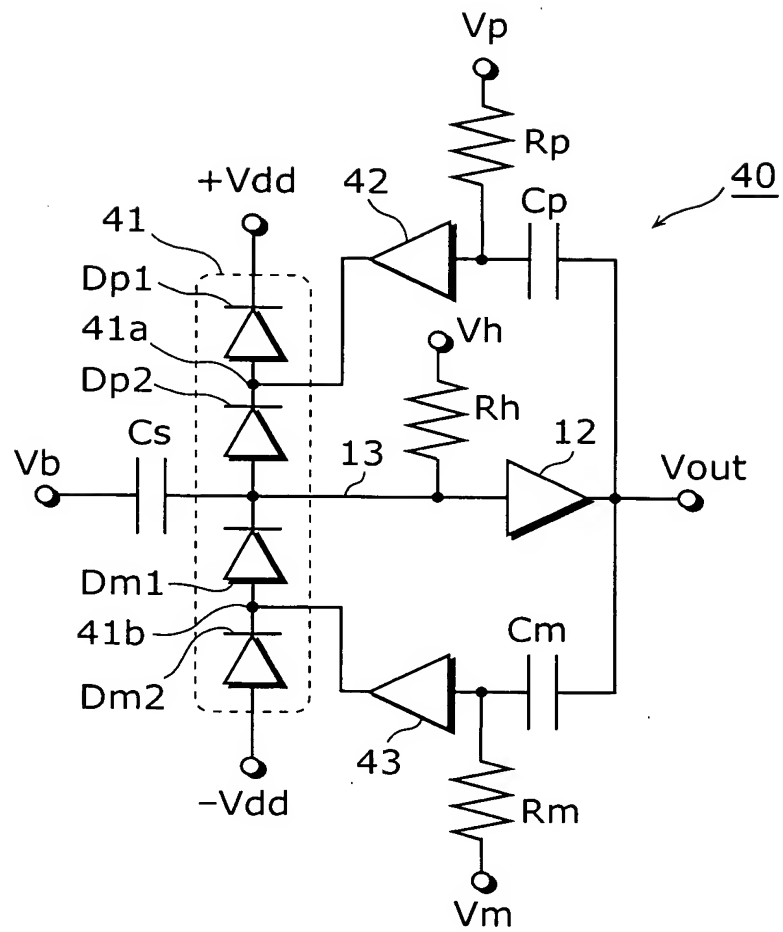 Vp
Rp
40
+Vdd
42
Cp
41
Dp1
41a
Vh
Dp2
Rh
Cs
12
Vb
13
Vout
Dm1
41b
Cm
Dm2
43
−Vdd
Rm
Vm